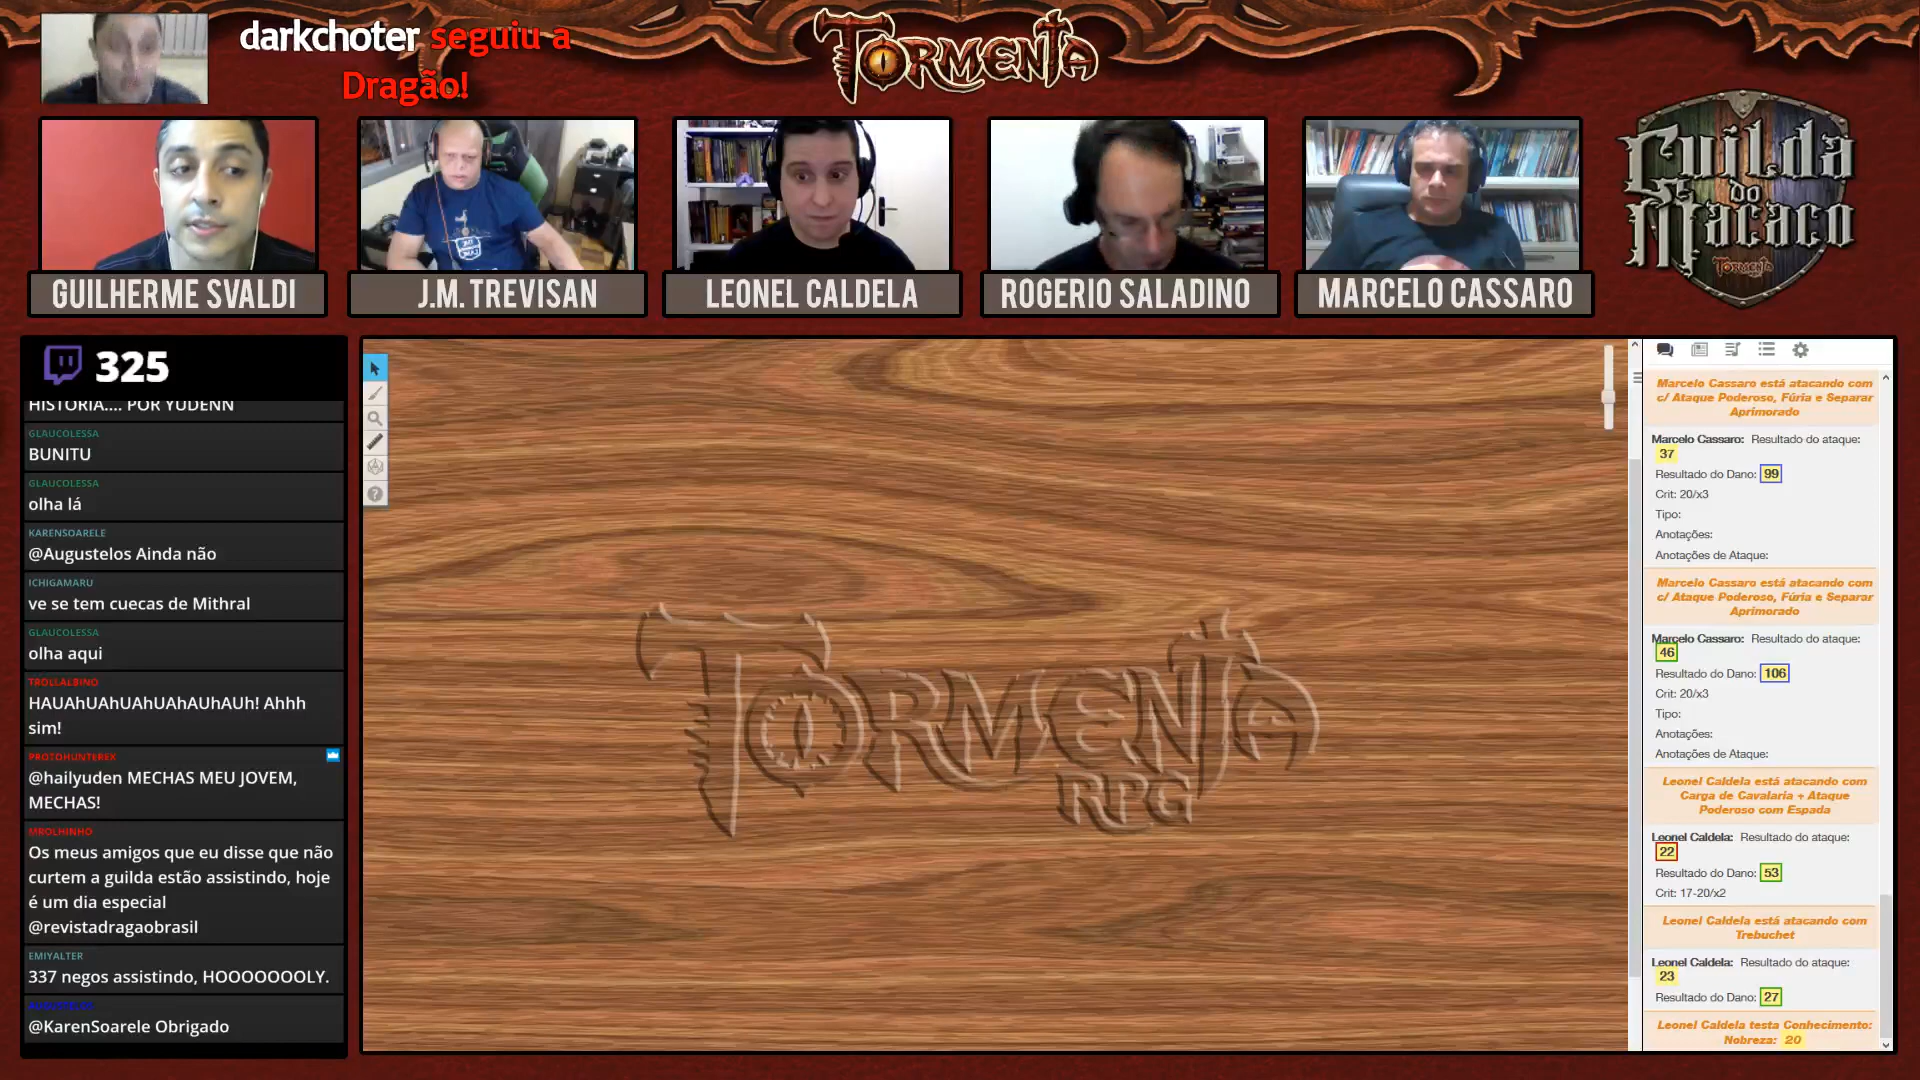 darkchoter seguiu a
Dragão!
TORMENTA
GUILHERME SVALDI
J.M. TREVISAN
LEONEL CALDELA
ROGERIO SALADINO
MARCELO CASSARO
Guilda
do
Macaco
TORMENTA
325
HISTÓRIA.... POR YUDENN
GLAUCOLESSA
BUNITU
GLAUCOLESSA
olha lá
KARENSOARELE
@Augustelos Ainda não
ICHIGAMARU
ve se tem cuecas de Mithral
GLAUCOLESSA
olha aqui
TROLLALBINO
HAUAhUAhUAhUAhAUhAUh! Ahhh
sim!
PROTOHUNTEREX
@hailyuden MECHAS MEU JOVEM,
MECHAS!
MROLHINHO
Os meus amigos que eu disse que não
curtem a guilda estão assistindo, hoje
é um dia especial
@revistadragaobrasil
EMIYALTER
337 negos assistindo, HOOOOOOOLY.
@KarenSoarele Obrigado
TORMENTA
RPG
Marcelo Cassaro está atacando com
c/ Ataque Poderoso, Fúria e Separar
Aprimorado
Marcelo Cassaro: Resultado do ataque:
37
Resultado do Dano: 99
Crit: 20/x3
Tipo:
Anotações:
Anotações de Ataque:
Marcelo Cassaro está atacando com
c/ Ataque Poderoso, Fúria e Separar
Aprimorado
Marcelo Cassaro: Resultado do ataque:
46
Resultado do Dano: 106
Crit: 20/x3
Tipo:
Anotações:
Anotações de Ataque:
Leonel Caldela está atacando com
Carga de Cavalaria + Ataque
Poderoso com Espada
Leonel Caldela: Resultado do ataque:
22
Resultado do Dano: 53
Crit: 17-20/x2
Leonel Caldela está atacando com
Trebuchet
Leonel Caldela: Resultado do ataque:
23
Resultado do Dano: 27
Leonel Caldela testa Conhecimento:
Nobreza: 20